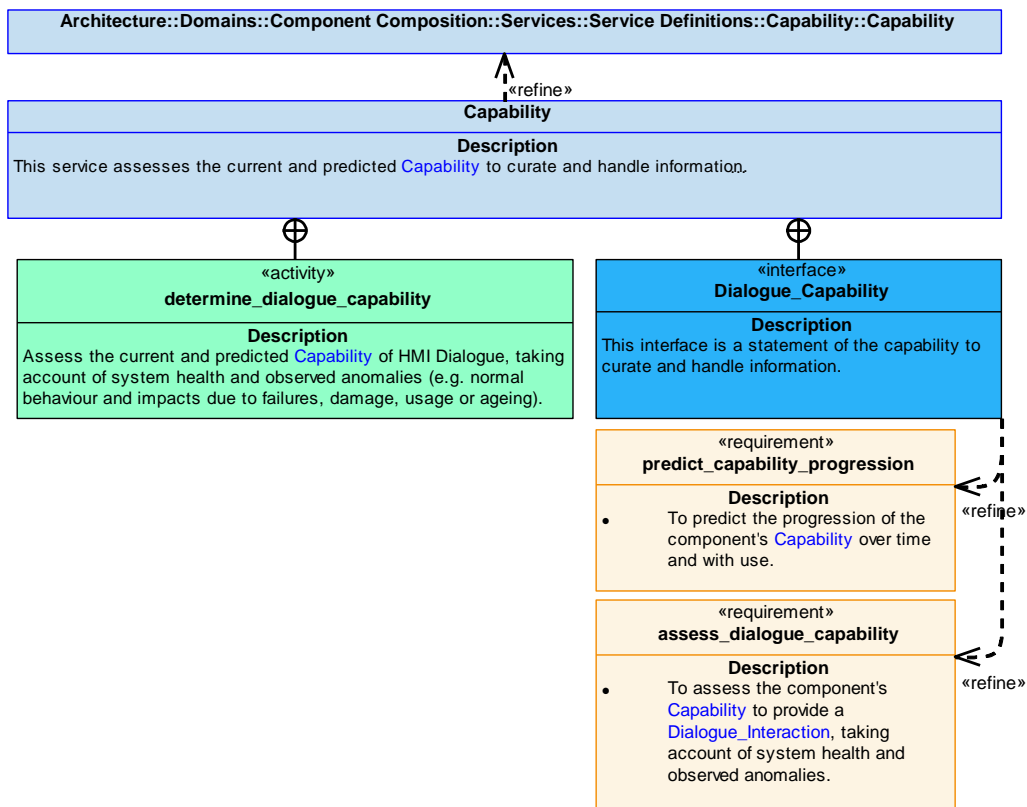 Architecture::Domains::Component Composition::Services::Service Definitions::Capability::Capability
«refine»
Capability
Description
This service assesses the current and predicted Capability to curate and handle information.
«activity»
determine_dialogue_capability
Description
Assess the current and predicted Capability of HMI Dialogue, taking
account of system health and observed anomalies (e.g. normal
behaviour and impacts due to failures, damage, usage or ageing).
«interface»
Dialogue_Capability
Description
This interface is a statement of the capability to
curate and handle information.
«requirement»
predict_capability_progression
Description
• To predict the progression of the
component's Capability over time
and with use.
«refine»
«requirement»
assess_dialogue_capability
Description
• To assess the component's
Capability to provide a
Dialogue_Interaction, taking
account of system health and
observed anomalies.
«refine»